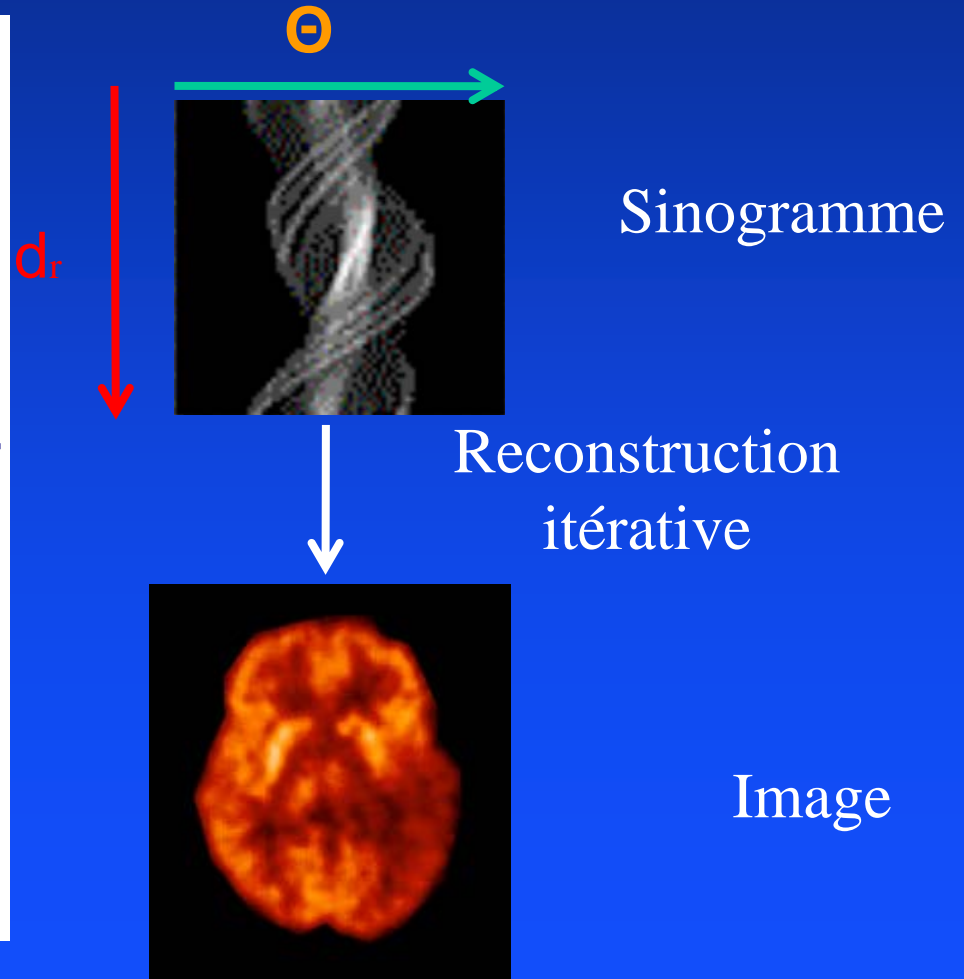 Θ
dr
Sinogramme
Reconstruction
itérative
Image